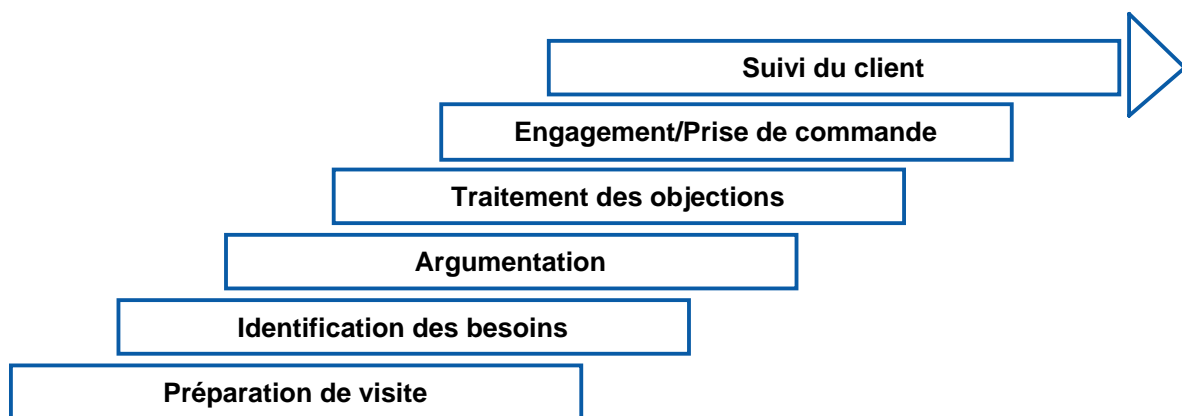 Suivi du client
Engagement/Prise de commande
Traitement des objections
Argumentation
Identification des besoins
Préparation de visite